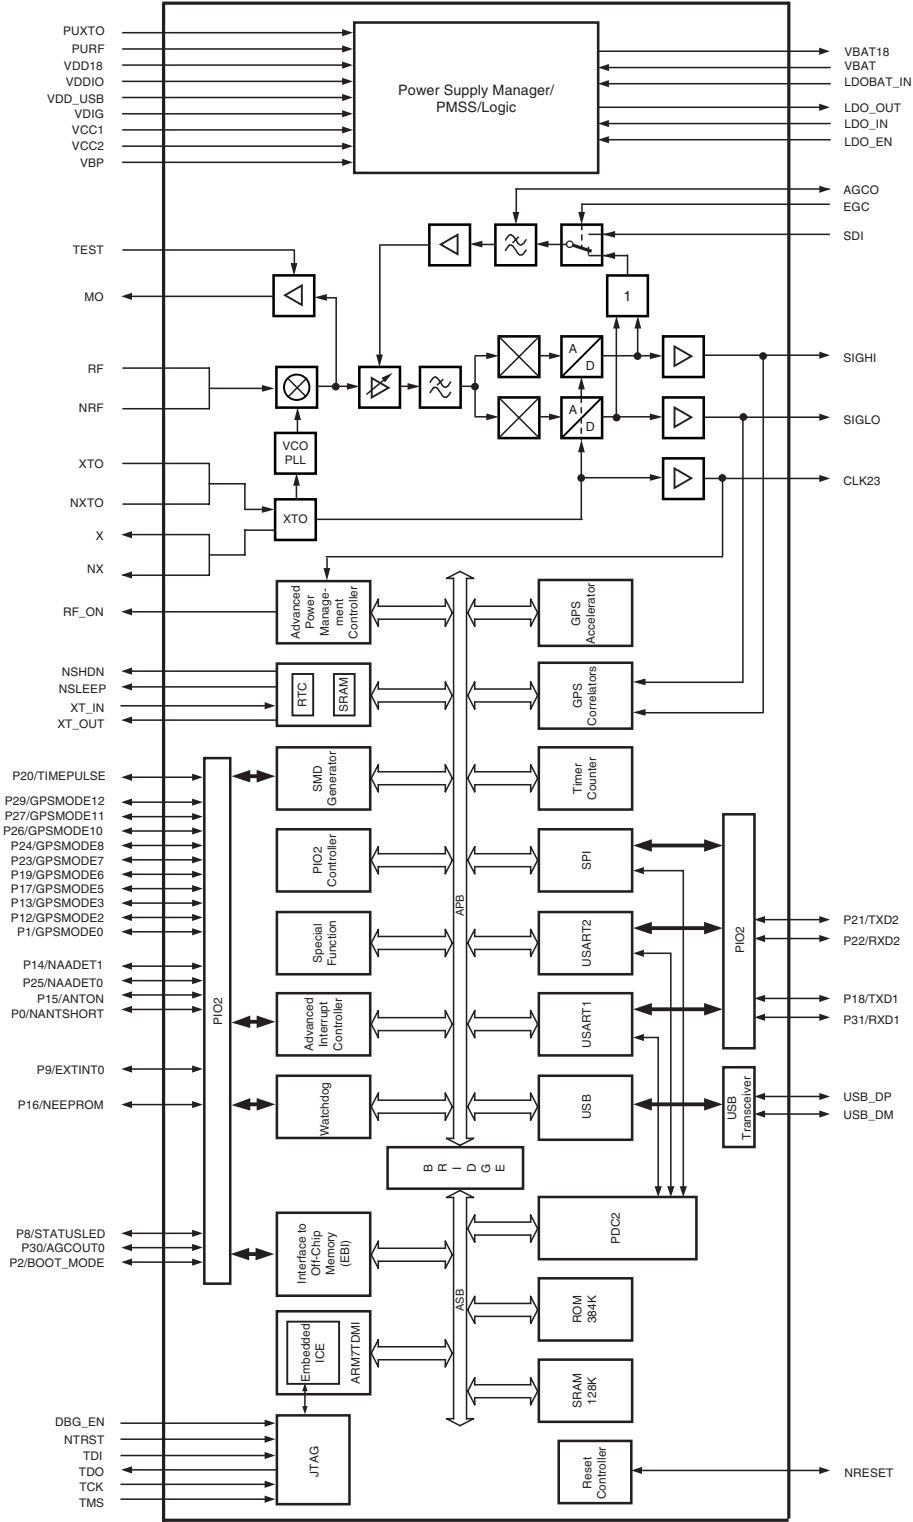 PUXTO
PURF
VDD18
VDDIO
VDD_USB
VDIG
VCC1
VCC2
VBP
Power Supply Manager/
PMSS/Logic
VBAT18
VBAT
LDOBAT_IN
LDO_OUT
LDO_IN
LDO_EN
AGCO
EGC
SDI
TEST
MO
1
RF
NRF
A
D
A
D
SIGHI
SIGLO
VCO
PLL
XTO
NXTO
XTO
CLK23
X
NX
RF_ON
Advanced
Power
Manage-
ment
Controller
GPS
Accelerator
NSHDN
NSLEEP
XT_IN
XT_OUT
RTC
SRAM
GPS
Correlators
P20/TIMEPULSE
P29/GPSMODE12
P27/GPSMODE11
P26/GPSMODE10
P24/GPSMODE8
P23/GPSMODE7
P19/GPSMODE6
P17/GPSMODE5
P13/GPSMODE3
P12/GPSMODE2
P1/GPSMODE0
P14/NAADET1
P25/NAADET0
P15/ANTON
P0/NANTSHORT
P9/EXTINT0
P16/NEEPROM
P8/STATUSLED
P30/AGCOUT0
P2/BOOT_MODE
PIO2
SMD
Generator
PIO2
Controller
Special
Function
Advanced
Interrupt
Controller
Watchdog
APB
Timer
Counter
SPI
USART2
USART1
USB
PIO2
P21/TXD2
P22/RXD2
P18/TXD1
P31/RXD1
USB
Transceiver
USB_DP
USB_DM
BRIDGE
Interface to
Off-Chip
Memory
(EBI)
ASB
PDC2
ROM
384K
SRAM
128K
Embedded
ICE
ARM7TDMI
DBG_EN
NTRST
TDI
TDO
TCK
TMS
JTAG
Reset
Controller
NRESET